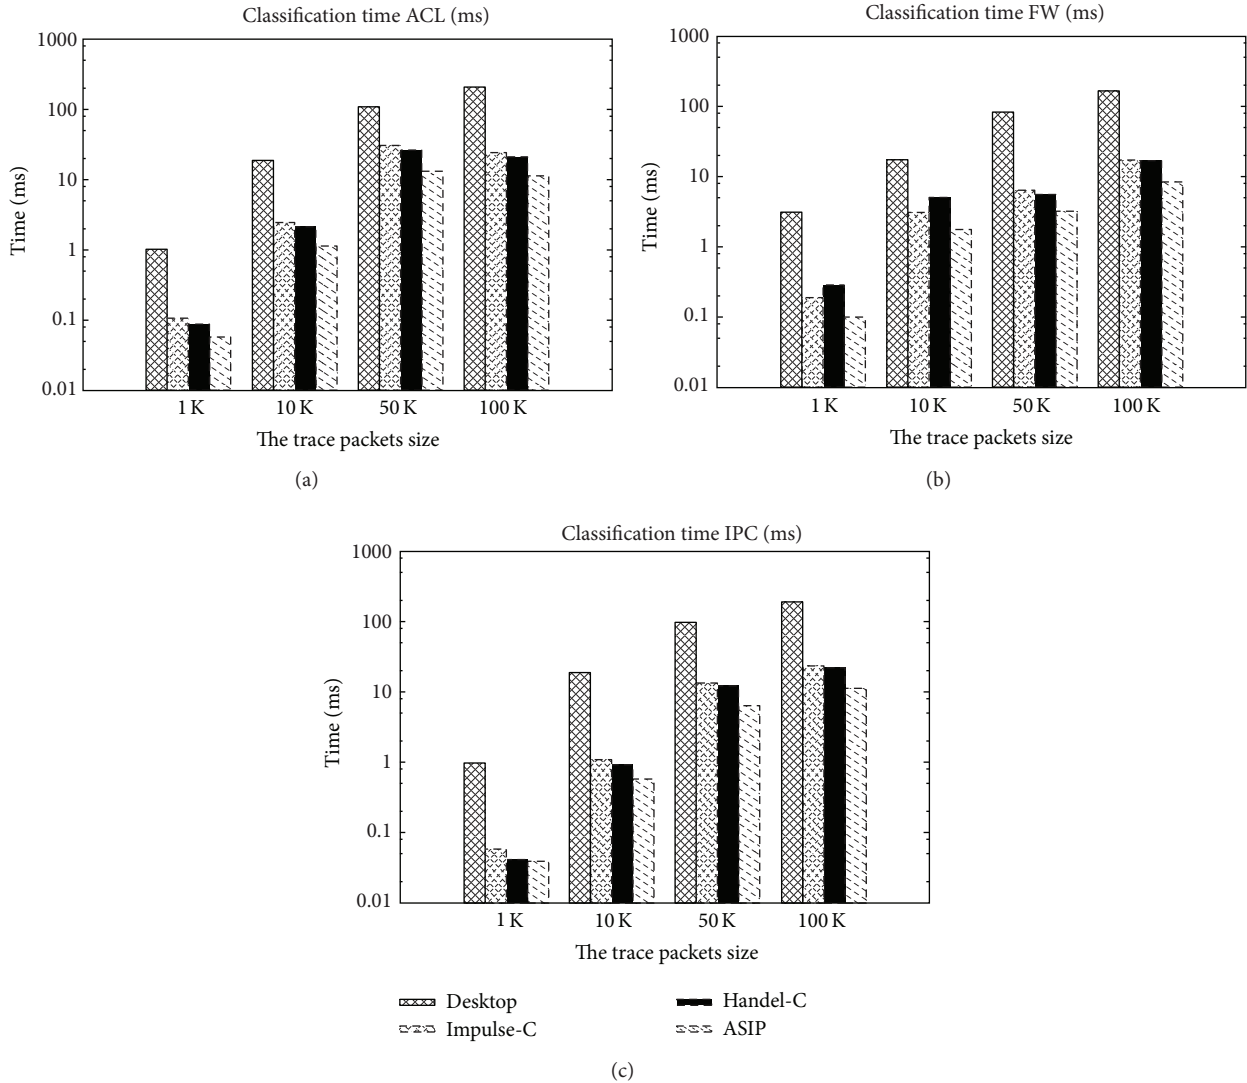 Classification time ACL (ms)
1000
100
10
1
0.1
0.01
Time (ms)
1 K 10 K 50 K 100 K
The trace packets size
(a)
Classification time FW (ms)
1000
100
10
1
0.1
0.01
Time (ms)
1 K 10 K 50 K 100 K
The trace packets size
(b)
Classification time IPC (ms)
1000
100
10
1
0.1
0.01
Time (ms)
1 K 10 K 50 K 100 K
The trace packets size
Desktop
Impulse-C
Handel-C
ASIP
(c)